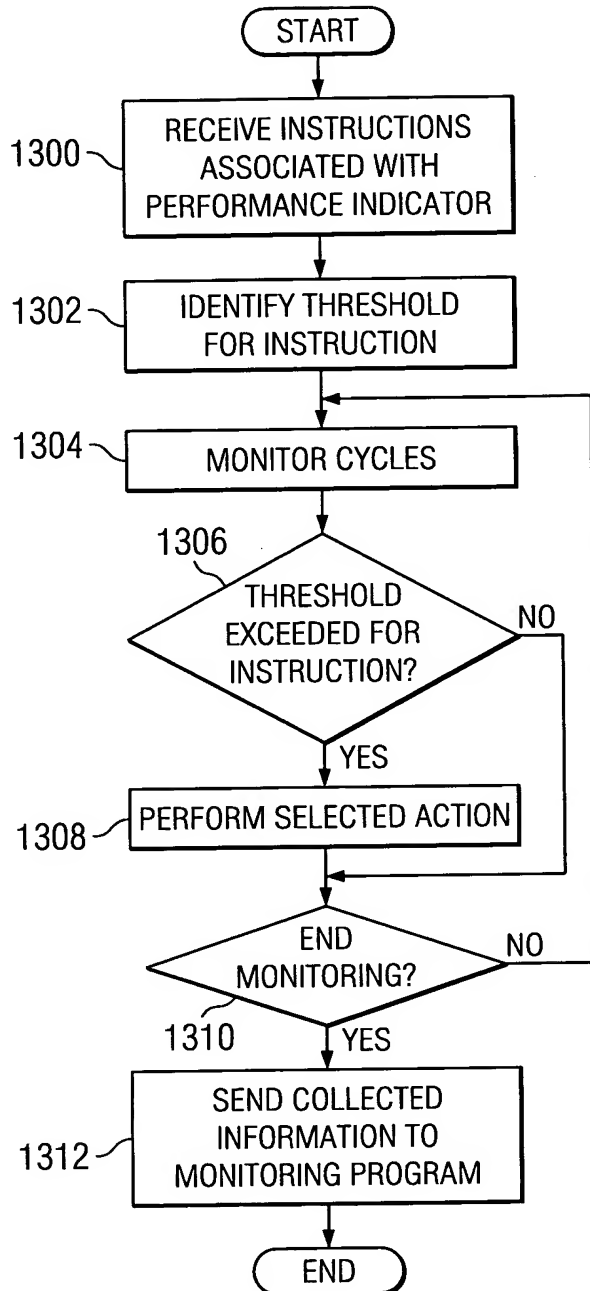 START
1300
RECEIVE INSTRUCTIONS
ASSOCIATED WITH
PERFORMANCE INDICATOR
1302
IDENTIFY THRESHOLD
FOR INSTRUCTION
1304
MONITOR CYCLES
1306
THRESHOLD
EXCEEDED FOR
INSTRUCTION?
NO
YES
1308
PERFORM SELECTED ACTION
END
MONITORING?
NO
1310
YES
1312
SEND COLLECTED
INFORMATION TO
MONITORING PROGRAM
END